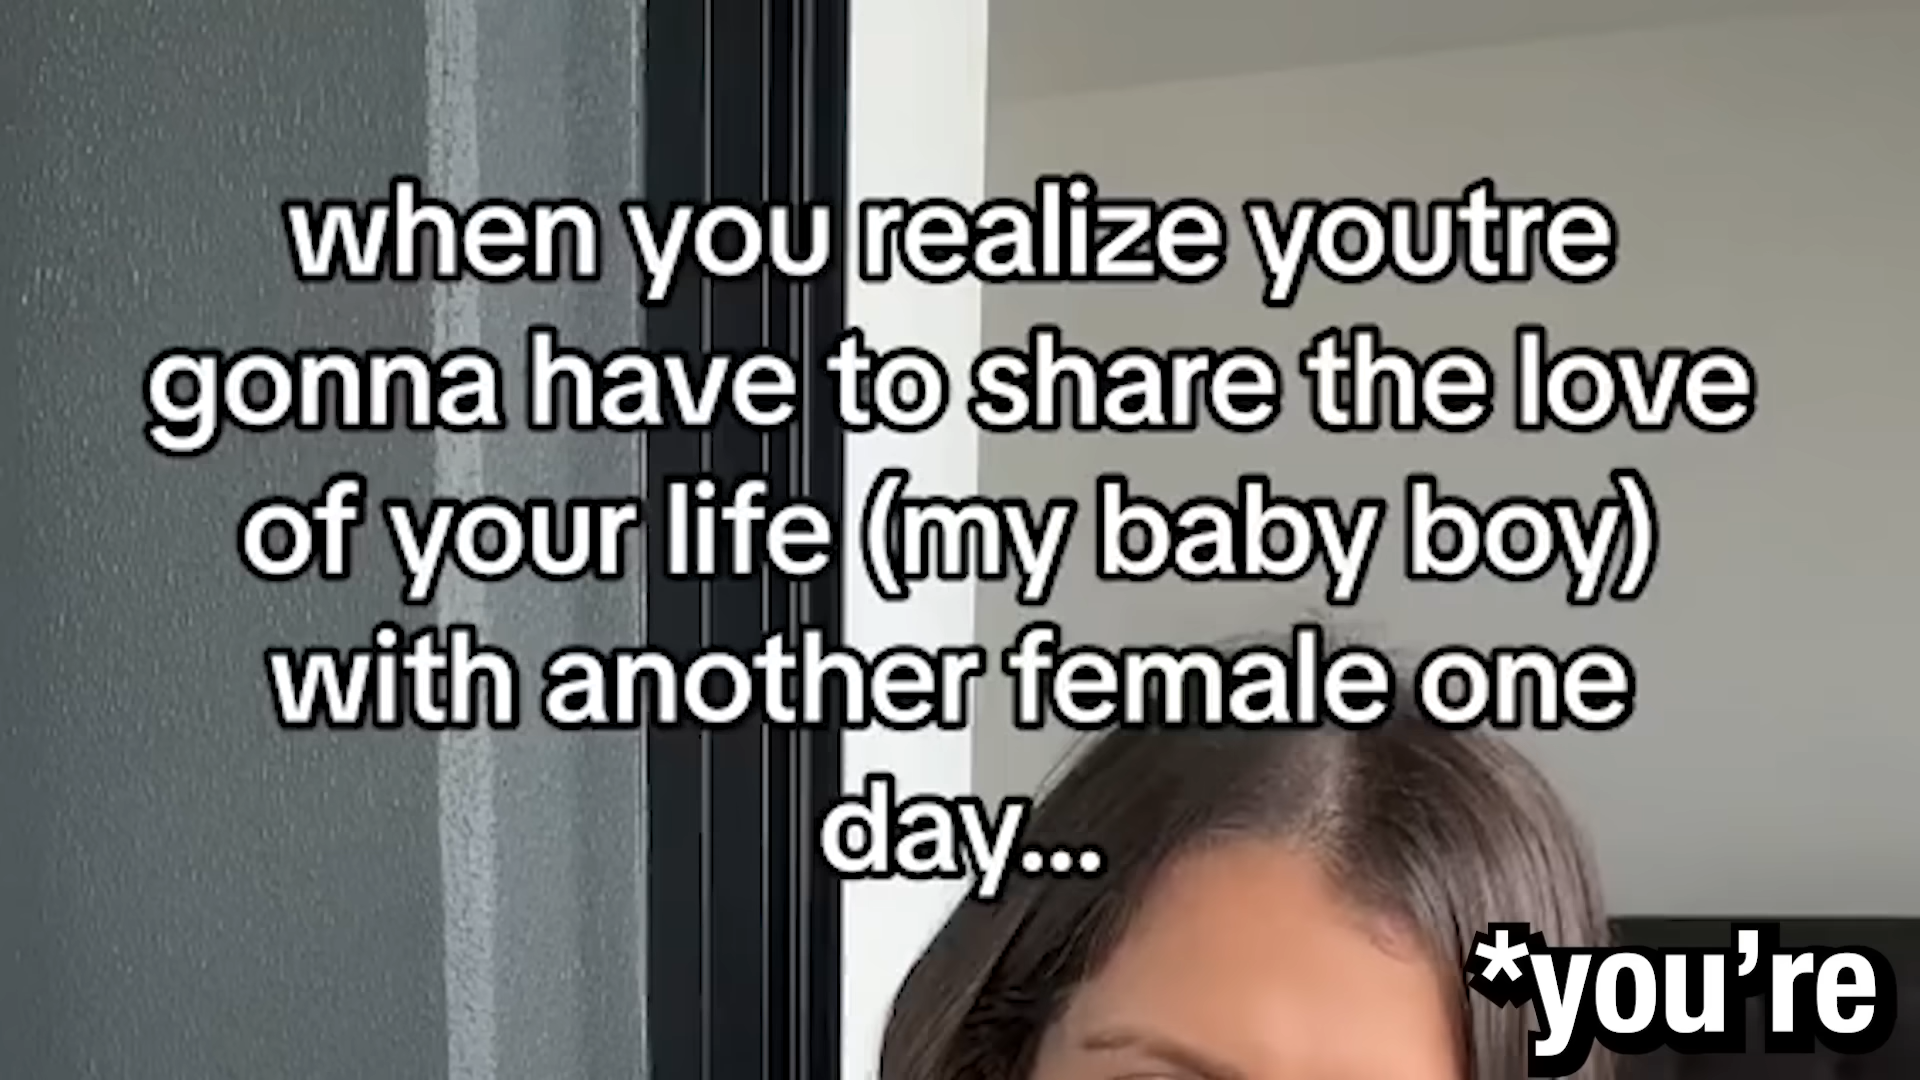 when you realize youtre
gonna have to share the love
of your life (my baby boy)
with another female one
day...
*you’re